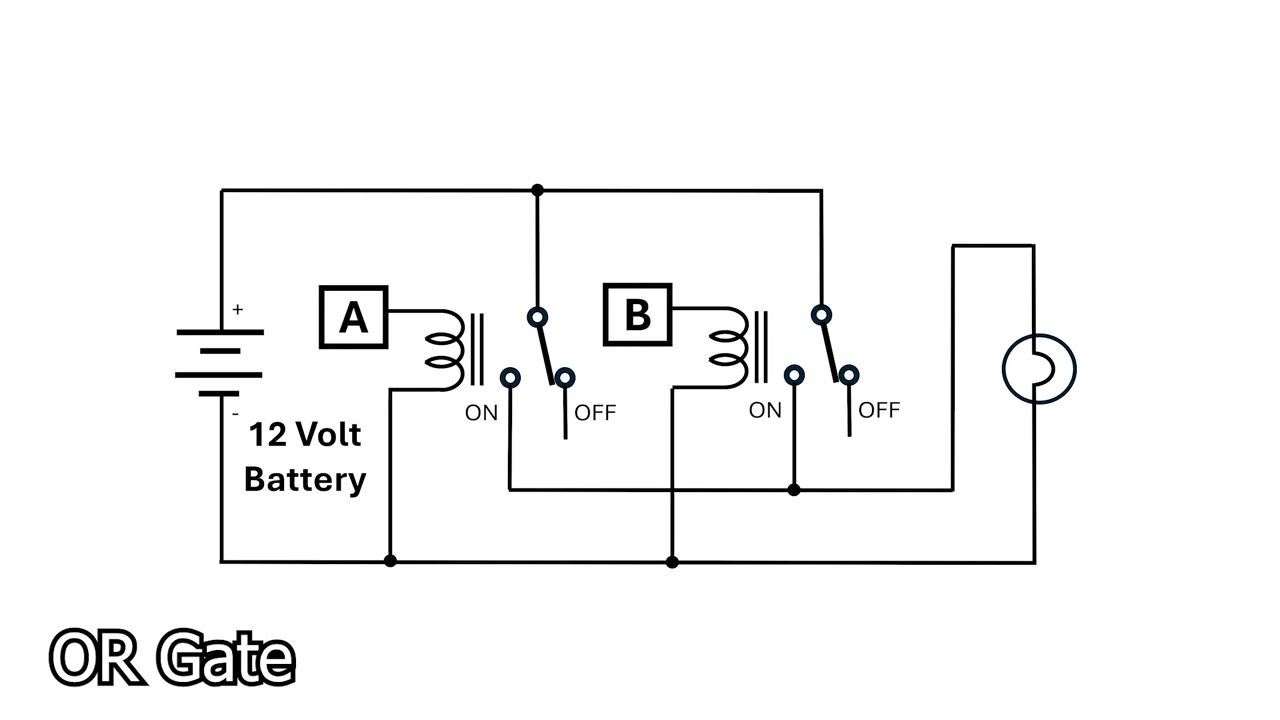 +
A
B
-
ON
OFF
ON
OFF
12 Volt
Battery
OR Gate